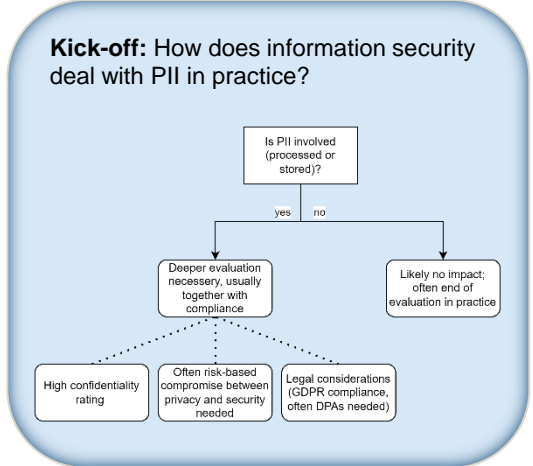 Kick-off: How does information security
deal with PII in practice?
Is PII involved
(processed or
stored)?
yes
no
Deeper evaluation
necessery, usually
together with
compliance
Likely no impact;
often end of
evaluation in practice
High confidentiality
rating
Often risk-based
compromise between
privacy and security
needed
Legal considerations
(GDPR compliance,
often DPAs needed)